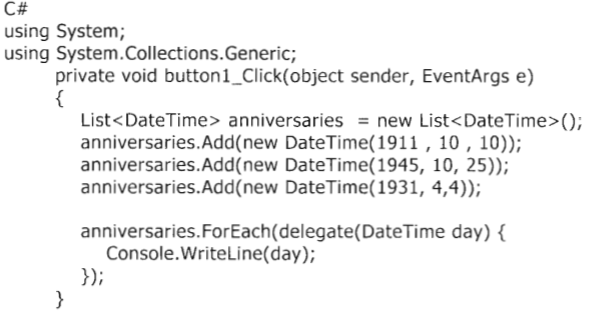 C#
using System;
using System.Collections.Generic;
private void button1_Click(object sender, EventArgs e)
{
List<DateTime> anniversaries = new List<DateTime>();
anniversaries.Add(new DateTime(1911 , 10 , 10));
anniversaries.Add(new DateTime(1945, 10, 25));
anniversaries.Add(new DateTime(1931, 4,4));
anniversaries.ForEach(delegate(DateTime day) {
Console.WriteLine(day);
});
}